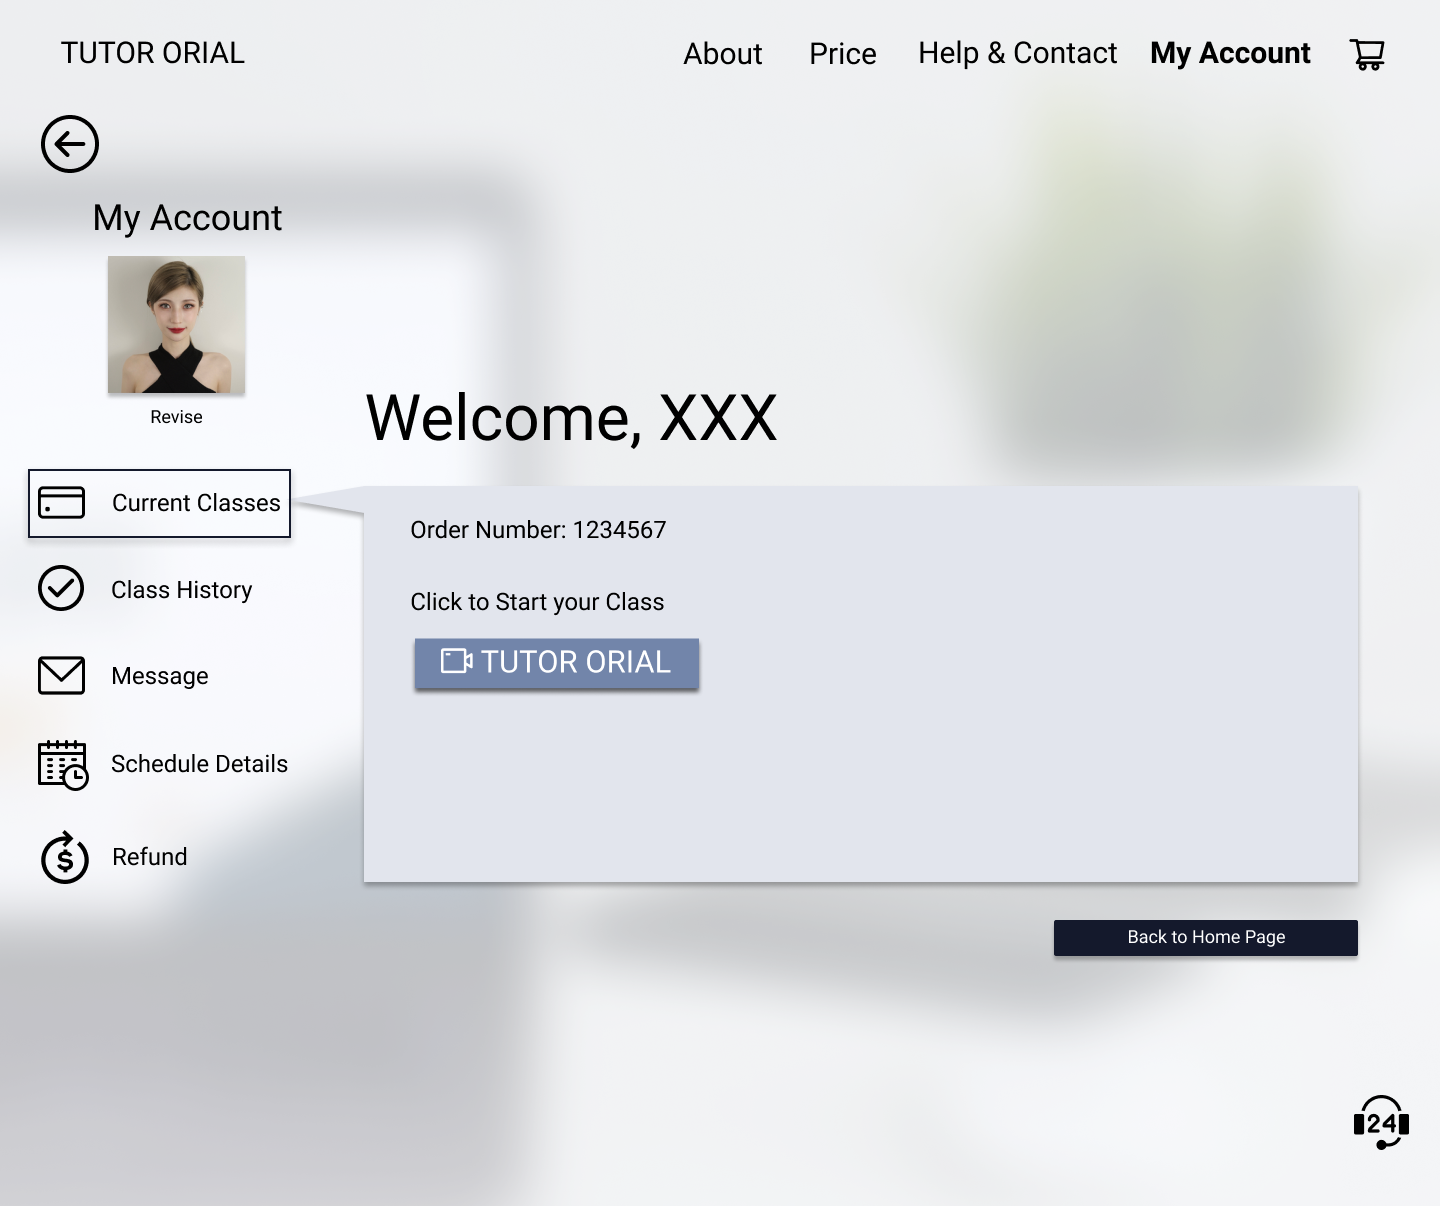 TUTOR ORIAL
About
Price
Help & Contact
My Account
My Account
Revise
Welcome, XXX
Current Classes
Class History
Message
Schedule Details
Refund
Order Number: 1234567
Click to Start your Class
TUTOR ORIAL
Back to Home Page
24